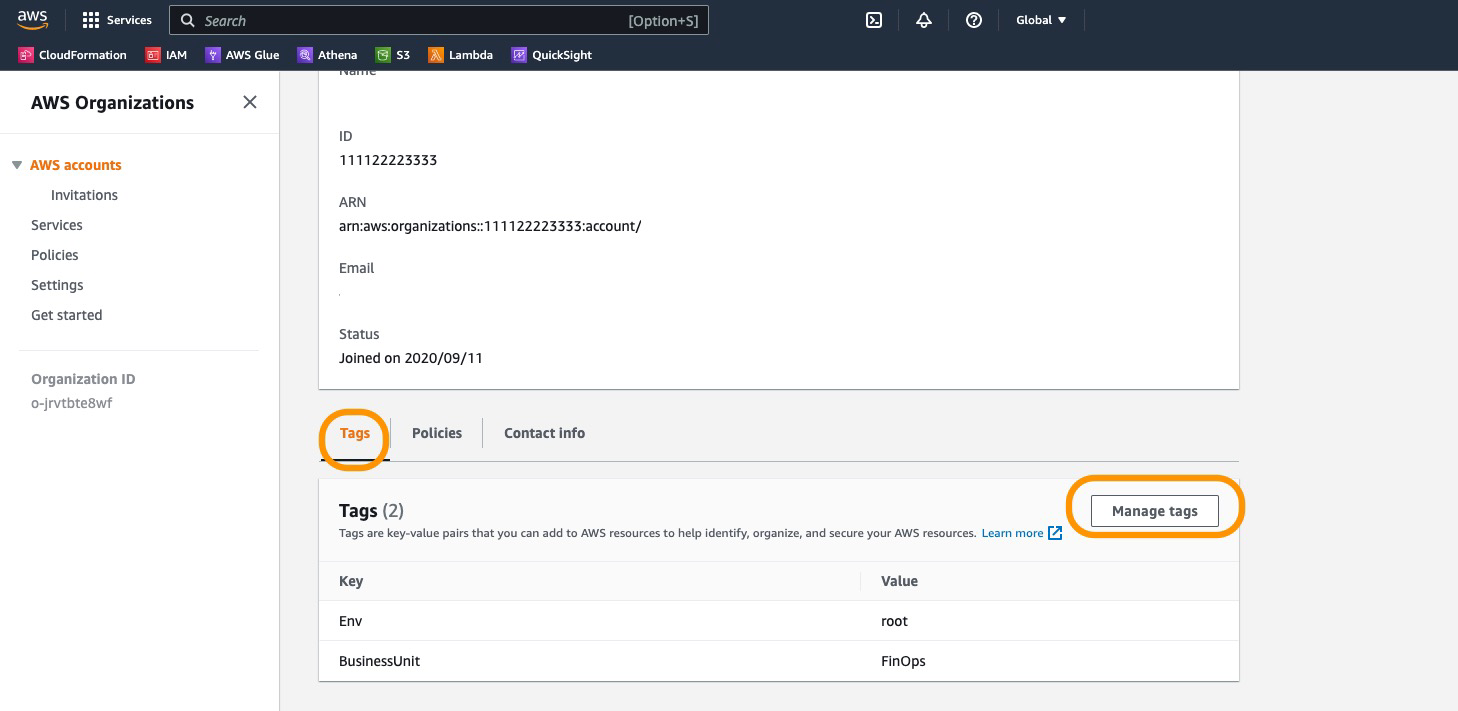 aws
Services
Search [Option+S]
Global
CloudFormation IAM AWS Glue Athena S3 Lambda QuickSight
AWS Organizations
AWS accounts
Invitations
Services
Policies
Settings
Get started
Organization ID
o-jrvtbte8wf
Name
ID
111122223333
ARN
arn:aws:organizations::111122223333:account/
Email
Status
Joined on 2020/09/11
Tags Policies Contact info
Tags (2)
Manage tags
Tags are key-value pairs that you can add to AWS resources to help identify, organize, and secure your AWS resources. Learn more
Key Value
Env root
BusinessUnit FinOps